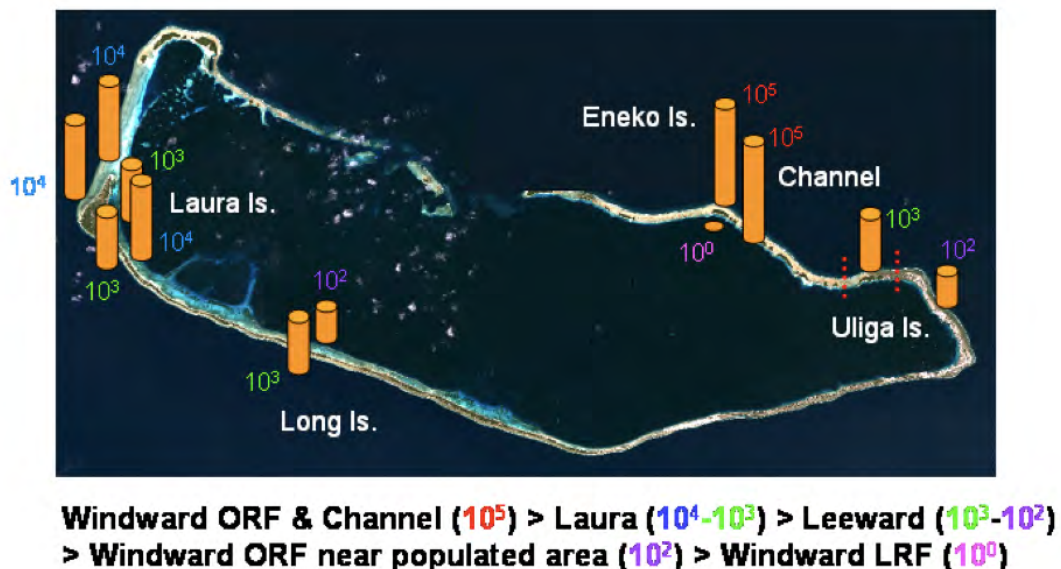 10⁴
10⁵
Eneko Is.
10⁵
10³
Channel
10⁴
Laura Is.
10³
10⁰
10²
10⁴
10³
10²
Uliga Is.
10³
Long Is.
Windward ORF & Channel (10⁵) > Laura (10⁴-10³) > Leeward (10³-10²)
> Windward ORF near populated area (10²) > Windward LRF (10⁰)